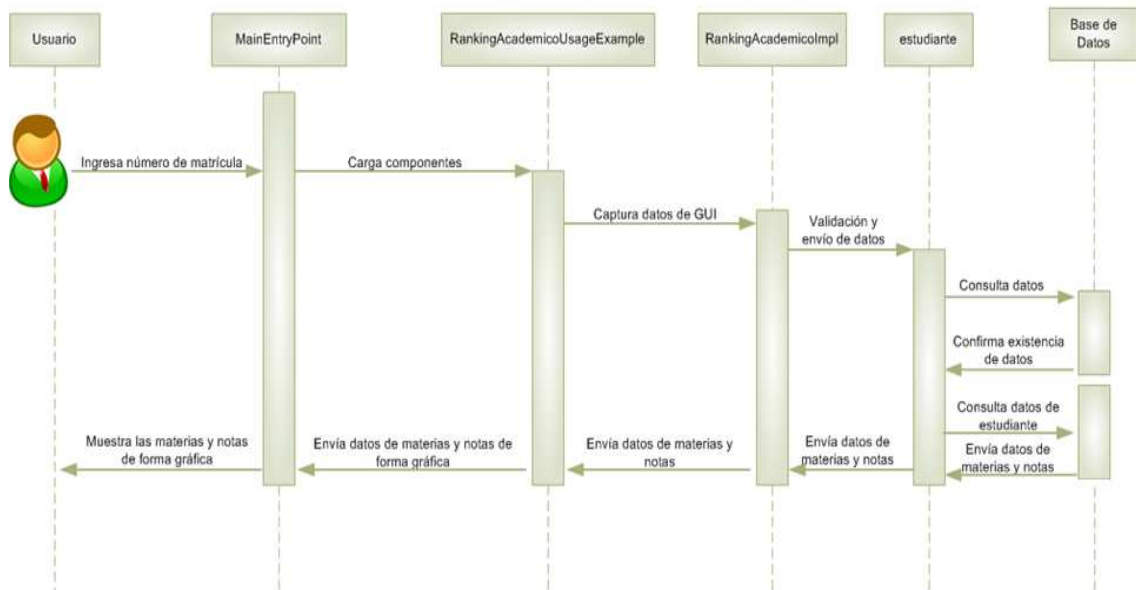 Usuario
MainEntryPoint
RankingAcademicoUsageExample
RankingAcademicoImpl
estudiante
Base de
Datos
Ingresa número de matrícula
Carga componentes
Captura datos de GUI
Validación y
envío de datos
Consulta datos
Confirma existencia
de datos
Consulta datos de
estudiante
Envía datos de
materias y notas
Envía datos de
materias y notas
Envía datos de materias y
notas
Envía datos de materias y notas de
forma gráfica
Muestra las materias y notas
de forma gráfica